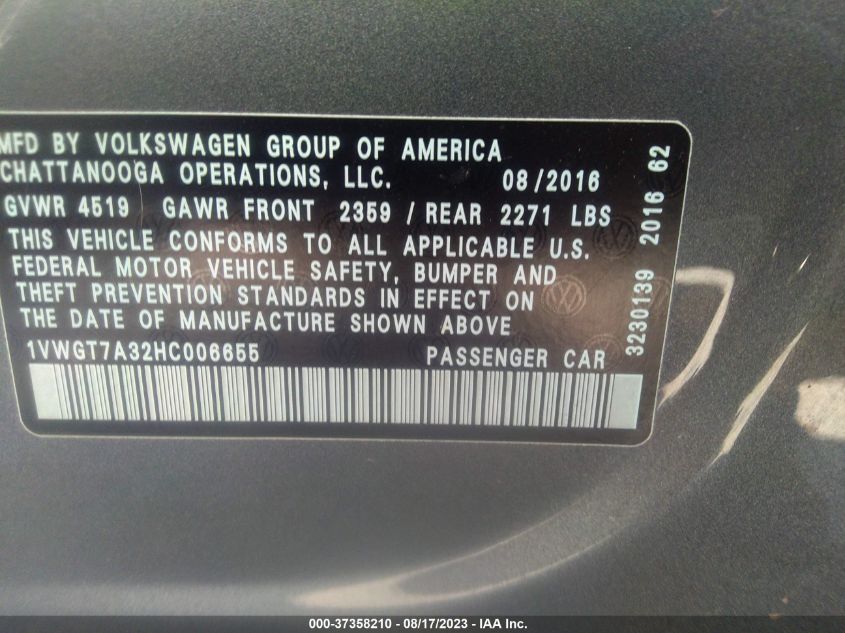 MFD BY VOLKSWAGEN GROUP OF AMERICA
CHATTANOOGA OPERATIONS, LLC. 08/2016
GVWR 4519 GAWR FRONT 2359 / REAR 2271 LBS
THIS VEHICLE CONFORMS TO ALL APPLICABLE U.S.
FEDERAL MOTOR VEHICLE SAFETY, BUMPER AND
THEFT PREVENTION STANDARDS IN EFFECT ON
THE DATE OF MANUFACTURE SHOWN ABOVE
1VWGT7A32HC006655 PASSENGER CAR
3230139 2016 62
000-37358210 - 08/17/2023 - IAA Inc.